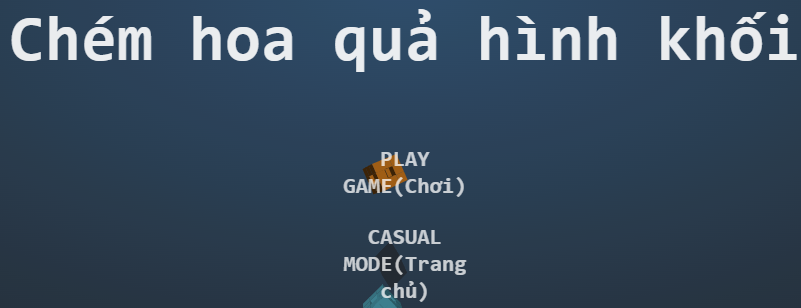 Chém hoa quả hình khối
PLAY
GAME(Chơi)
CASUAL
MODE(Trang
chủ)